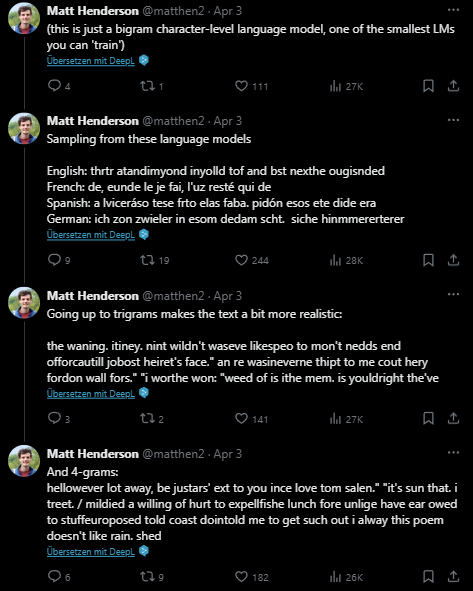 Matt Henderson @matthen2 · Apr 3
(this is just a bigram character-level language model, one of the smallest LMs
you can 'train')
Übersetzen mit DeepL
4 1 111 27K
Matt Henderson @matthen2 · Apr 3
Sampling from these language models
English: thrtr atandimyond inyolld tof and bst nexthe ougisnded
French: de, eunde le je fai, l'uz resté qui de
Spanish: a lviceráso tese frto elas faba. pidón esos ete dide era
German: ich zon zwieler in esom dedam scht. siche hinmmererterer
Übersetzen mit DeepL
9 19 244 28K
Matt Henderson @matthen2 · Apr 3
Going up to trigrams makes the text a bit more realistic:
the waning. itiney. nint wildn't waseve likespeo to mon't nedds end
offorcautill jobost heiret's face." an re wasineverne thipt to me cout hery
fordon wall fors." "i worthe won: "weed of is ithe mem. is youldright the've
Übersetzen mit DeepL
3 2 141 27K
Matt Henderson @matthen2 · Apr 3
And 4-grams:
hellowever lot away, be justars' ext to you ince love tom salen." "it's sun that. i
treet. / mildied a willing of hurt to expellfishe lunch fore unlige have ear owed
to stuffeuroposed told coast dointold me to get such out i alway this poem
doesn't like rain. shed
Übersetzen mit DeepL
6 9 182 26K